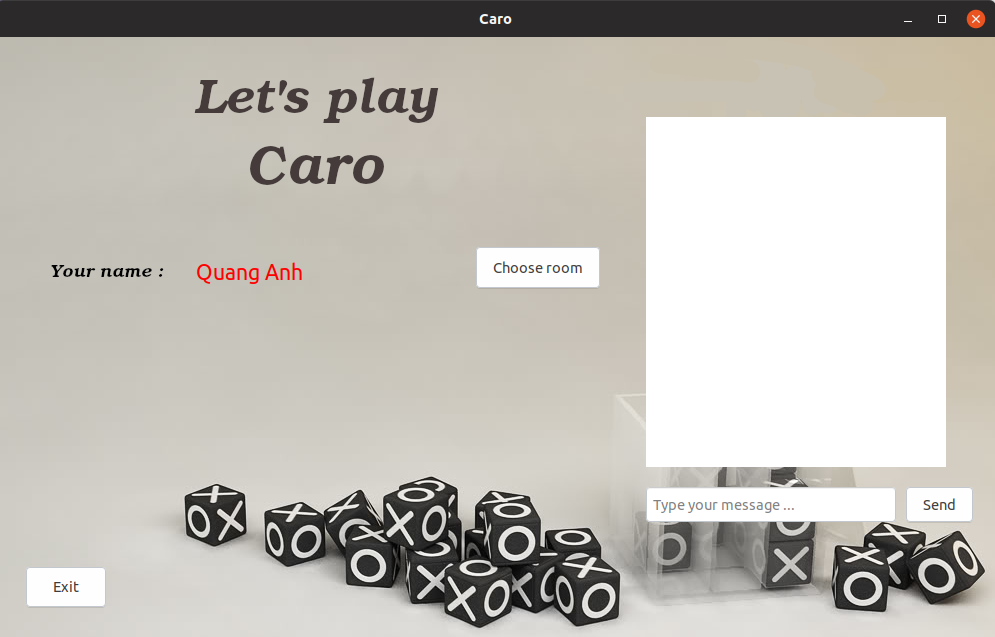 Caro
Let's play
Caro
Your name :
Quang Anh
Choose room
Type your message ...
Send
Exit